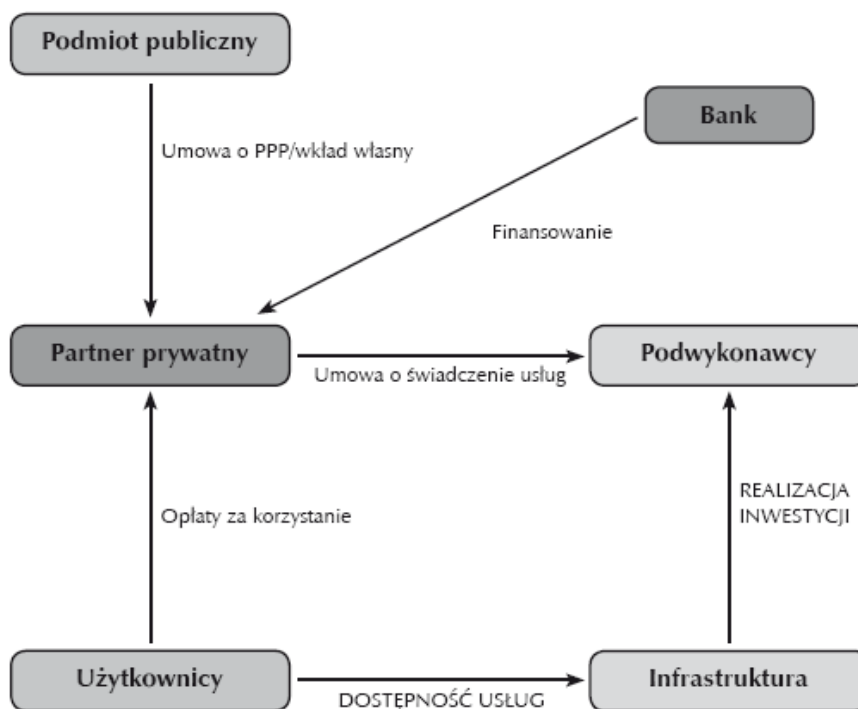 Podmiot publiczny
Bank
Umowa o PPP/wkład własny
Finansowanie
Partner prywatny
Podwykonawcy
Umowa o świadczenie usług
Opłaty za korzystanie
REALIZACJA
INWESTYCJI
Użytkownicy
Infrastruktura
DOSTĘPNOŚĆ USŁUG